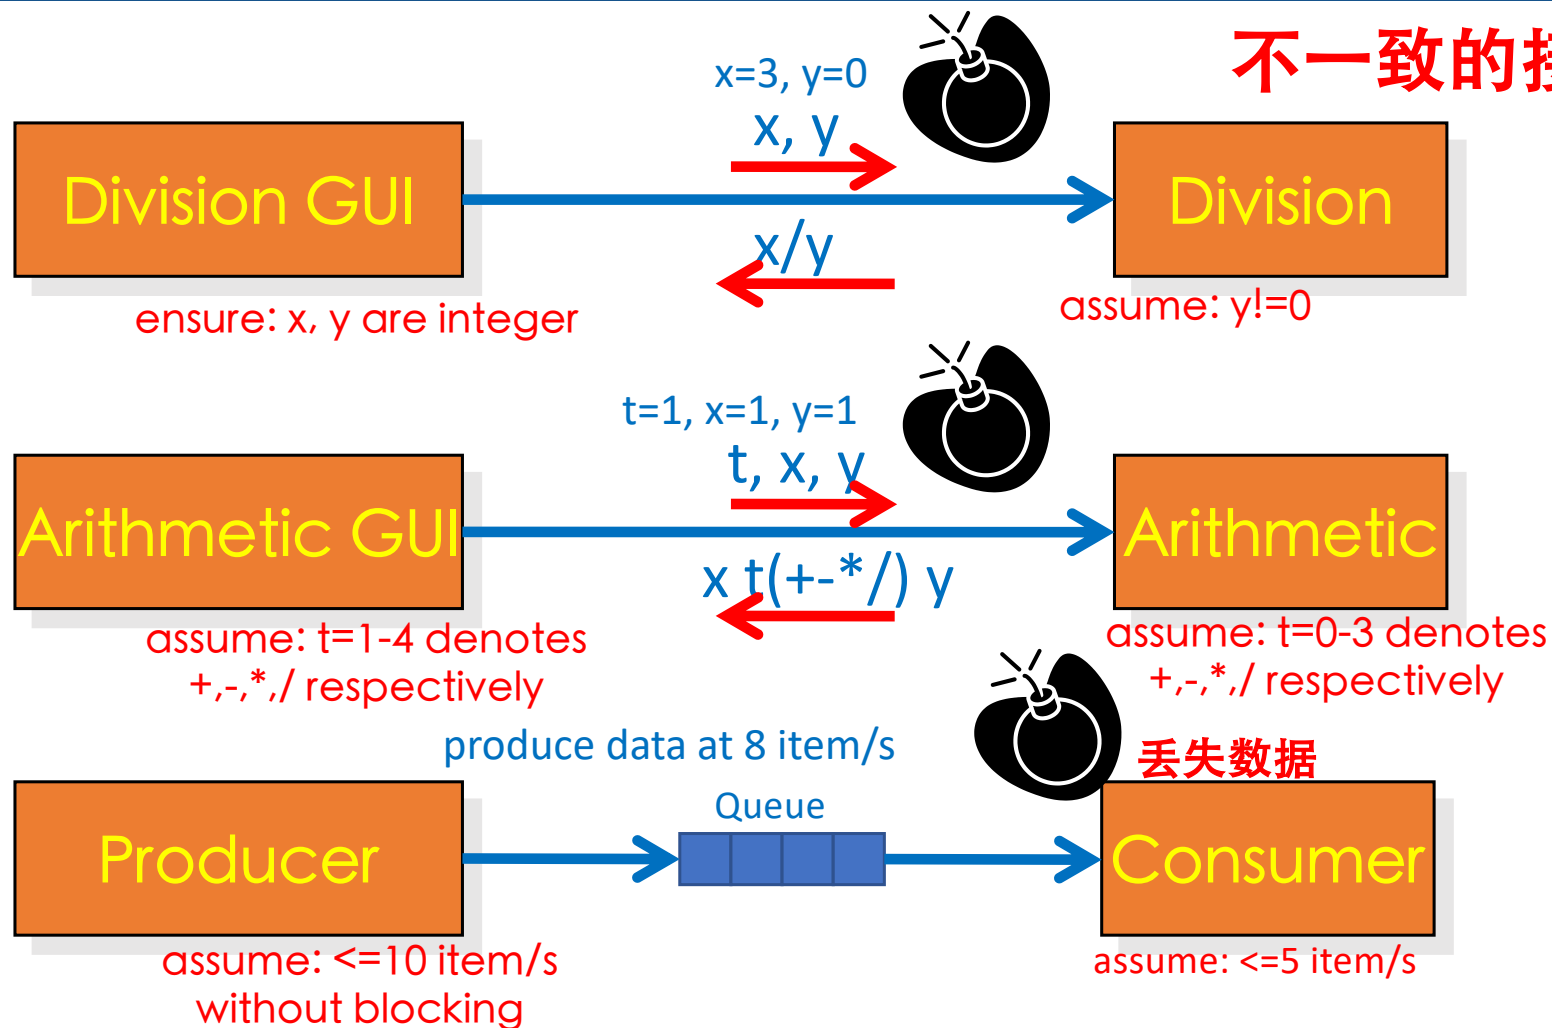 不一致的接
x=3, y=0
x, y
Division GUI
Division
x/y
ensure: x, y are integer
assume: y!=0
t=1, x=1, y=1
t, x, y
Arithmetic GUI
Arithmetic
x t(+-*/) y
assume: t=1-4 denotes
+,-,*,/ respectively
assume: t=0-3 denotes
+,-,*,/ respectively
produce data at 8 item/s
丢失数据
Queue
Producer
Consumer
assume: <=10 item/s
without blocking
assume: <=5 item/s